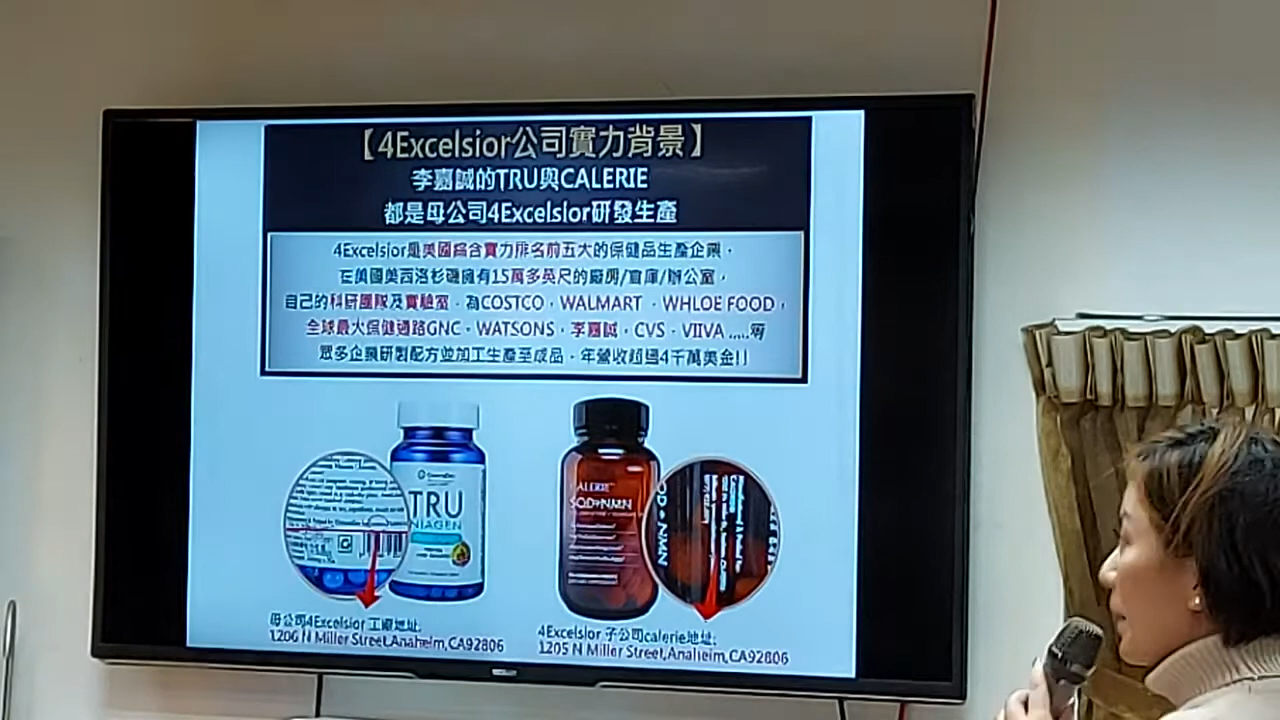 【4Excelsior公司實力背景】
李嘉誠的TRU與CALERIE
都是母公司4Excelsior研發生產
4Excelsior是美國綜合實力排名前五大的保健品生產企業，
在美國美西洛杉磯擁有15萬多英尺的廠房/倉庫/辦公室，
自己的科研團隊及實驗室，為COSTCO，WALMART ，WHLOE FOOD，
全球最大保健通路GNC，WATSONS，李嘉誠，CVS，VIIVA .....等
眾多企業研製配方並加工生產至成品，年營收超過4千萬美金!!
TRU
NIAGEN
ALERIE
SOD+NMN
OD + NMN
母公司4Excelsior 工廠地址:
1206 N Miller Street,Anaheim,CA92806
4Excelsior 子公司calerie地址:
1205 N Miller Street,Anaheim,CA92806